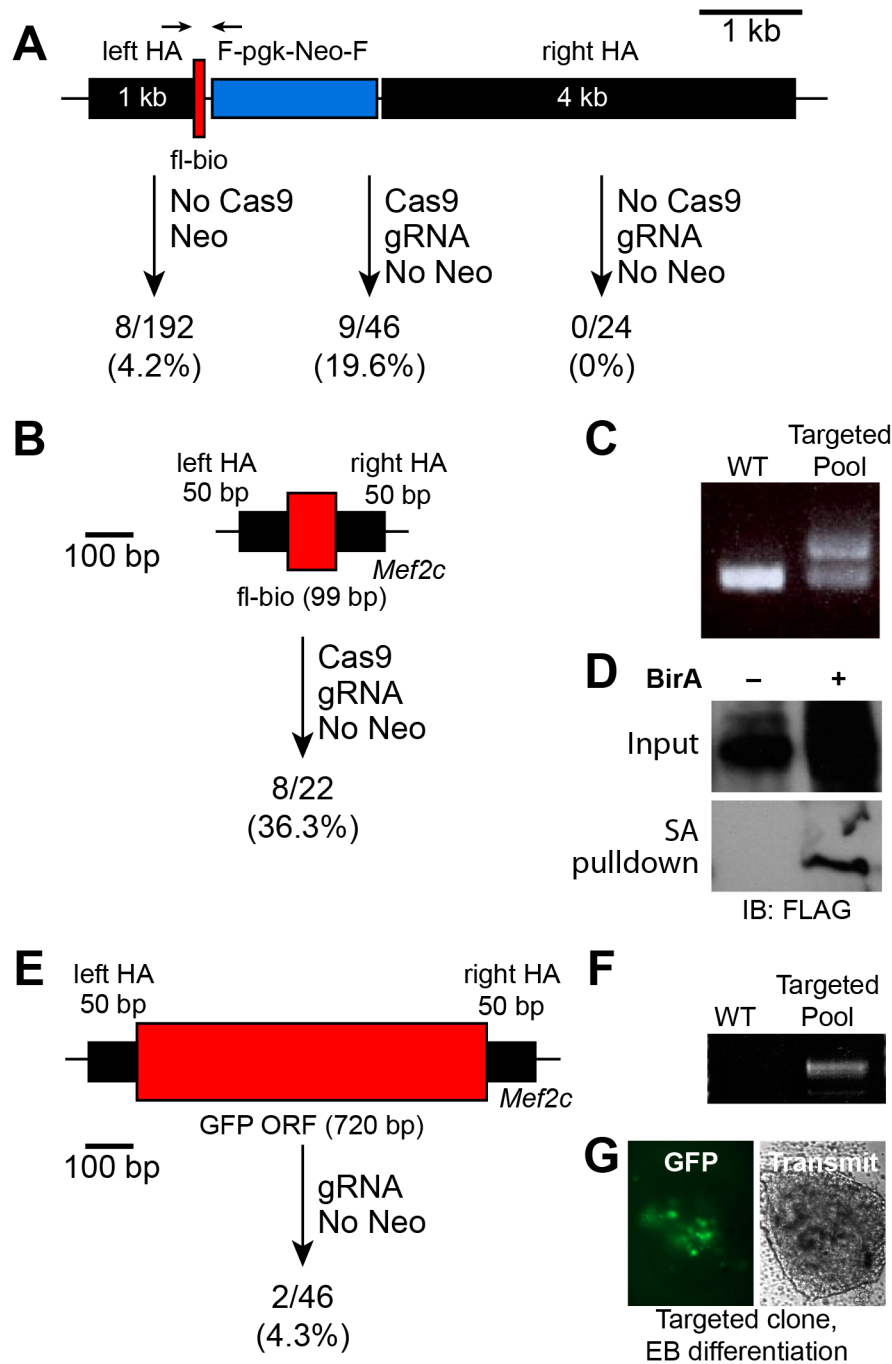 A
left HA
F-pgk-Neo-F
right HA
1 kb
1 kb
4 kb
fl-bio
No Cas9
Neo
Cas9
gRNA
No Neo
No Cas9
gRNA
No Neo
8/192
(4.2%)
9/46
(19.6%)
0/24
(0%)
B
left HA
50 bp
right HA
50 bp
100 bp
Mef2c
fl-bio (99 bp)
Cas9
gRNA
No Neo
8/22
(36.3%)
C
WT
Targeted
Pool
D
BirA
–
+
Input
SA
pulldown
IB: FLAG
E
left HA
50 bp
right HA
50 bp
Mef2c
GFP ORF (720 bp)
100 bp
gRNA
No Neo
2/46
(4.3%)
F
WT
Targeted
Pool
G
GFP
Transmit
Targeted clone,
EB differentiation